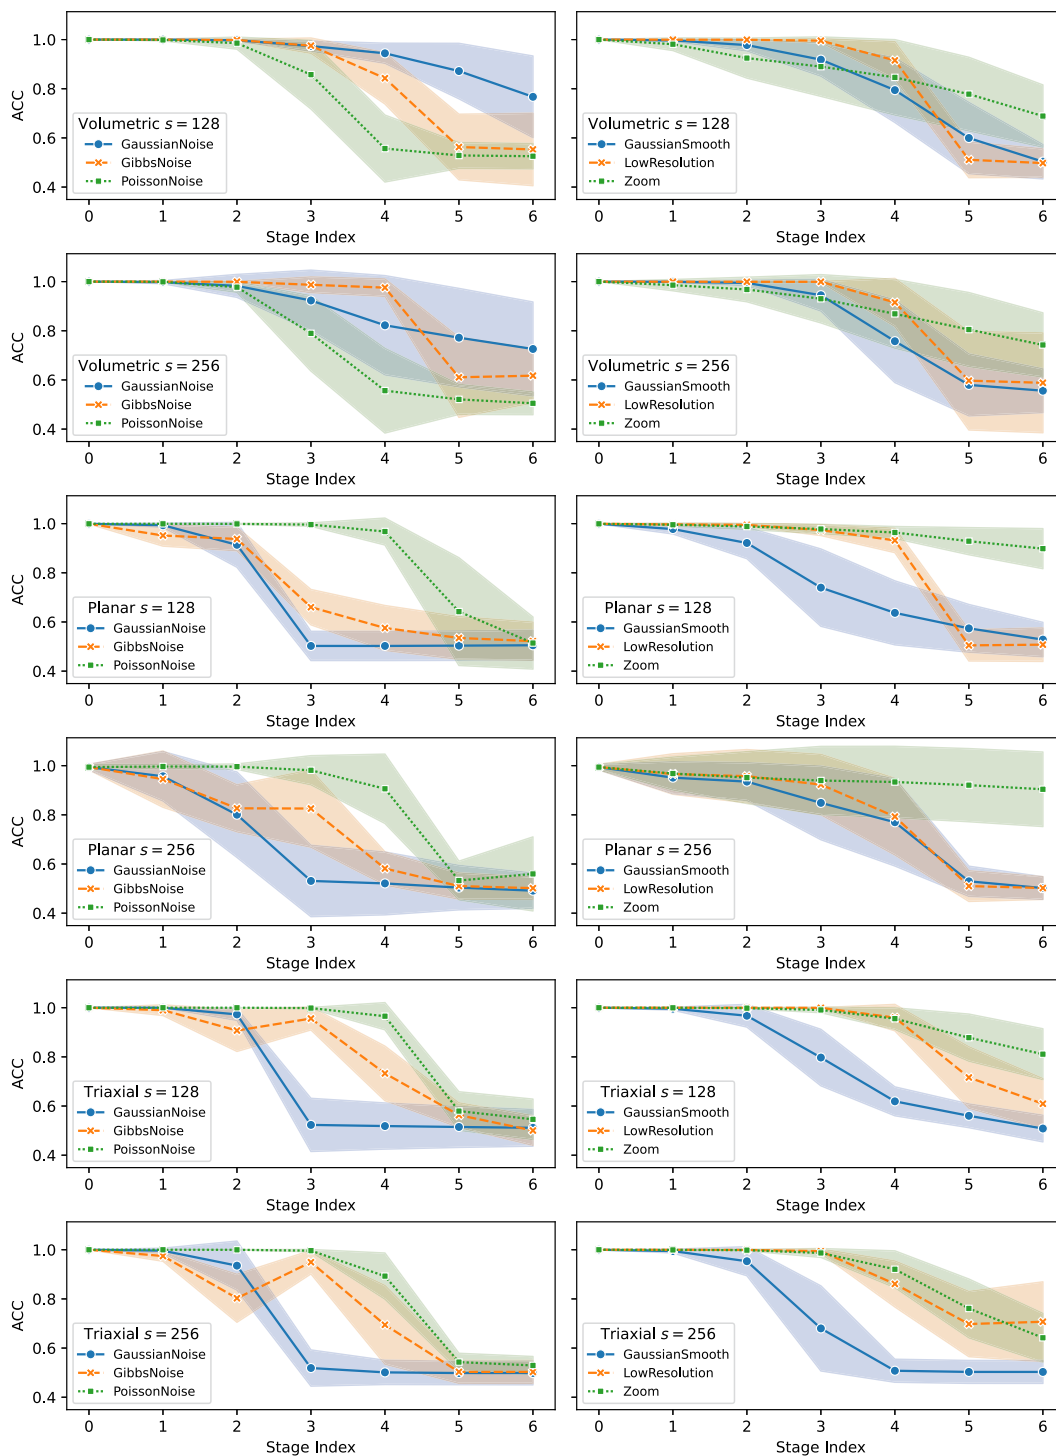 ACC
1.0
0.8
0.6
0.4
Volumetric s = 128
GaussianNoise
GibbsNoise
PoissonNoise
0 1 2 3 4 5 6
Stage Index
Volumetric s = 128
GaussianSmooth
LowResolution
Zoom
0 1 2 3 4 5 6
Stage Index
ACC
1.0
0.8
0.6
0.4
Volumetric s = 256
GaussianNoise
GibbsNoise
PoissonNoise
0 1 2 3 4 5 6
Stage Index
Volumetric s = 256
GaussianSmooth
LowResolution
Zoom
0 1 2 3 4 5 6
Stage Index
ACC
1.0
0.8
0.6
0.4
Planar s = 128
GaussianNoise
GibbsNoise
PoissonNoise
0 1 2 3 4 5 6
Stage Index
Planar s = 128
GaussianSmooth
LowResolution
Zoom
0 1 2 3 4 5 6
Stage Index
ACC
1.0
0.8
0.6
0.4
Planar s = 256
GaussianNoise
GibbsNoise
PoissonNoise
0 1 2 3 4 5 6
Stage Index
Planar s = 256
GaussianSmooth
LowResolution
Zoom
0 1 2 3 4 5 6
Stage Index
ACC
1.0
0.8
0.6
0.4
Triaxial s = 128
GaussianNoise
GibbsNoise
PoissonNoise
0 1 2 3 4 5 6
Stage Index
Triaxial s = 128
GaussianSmooth
LowResolution
Zoom
0 1 2 3 4 5 6
Stage Index
ACC
1.0
0.8
0.6
0.4
Triaxial s = 256
GaussianNoise
GibbsNoise
PoissonNoise
0 1 2 3 4 5 6
Stage Index
Triaxial s = 256
GaussianSmooth
LowResolution
Zoom
0 1 2 3 4 5 6
Stage Index